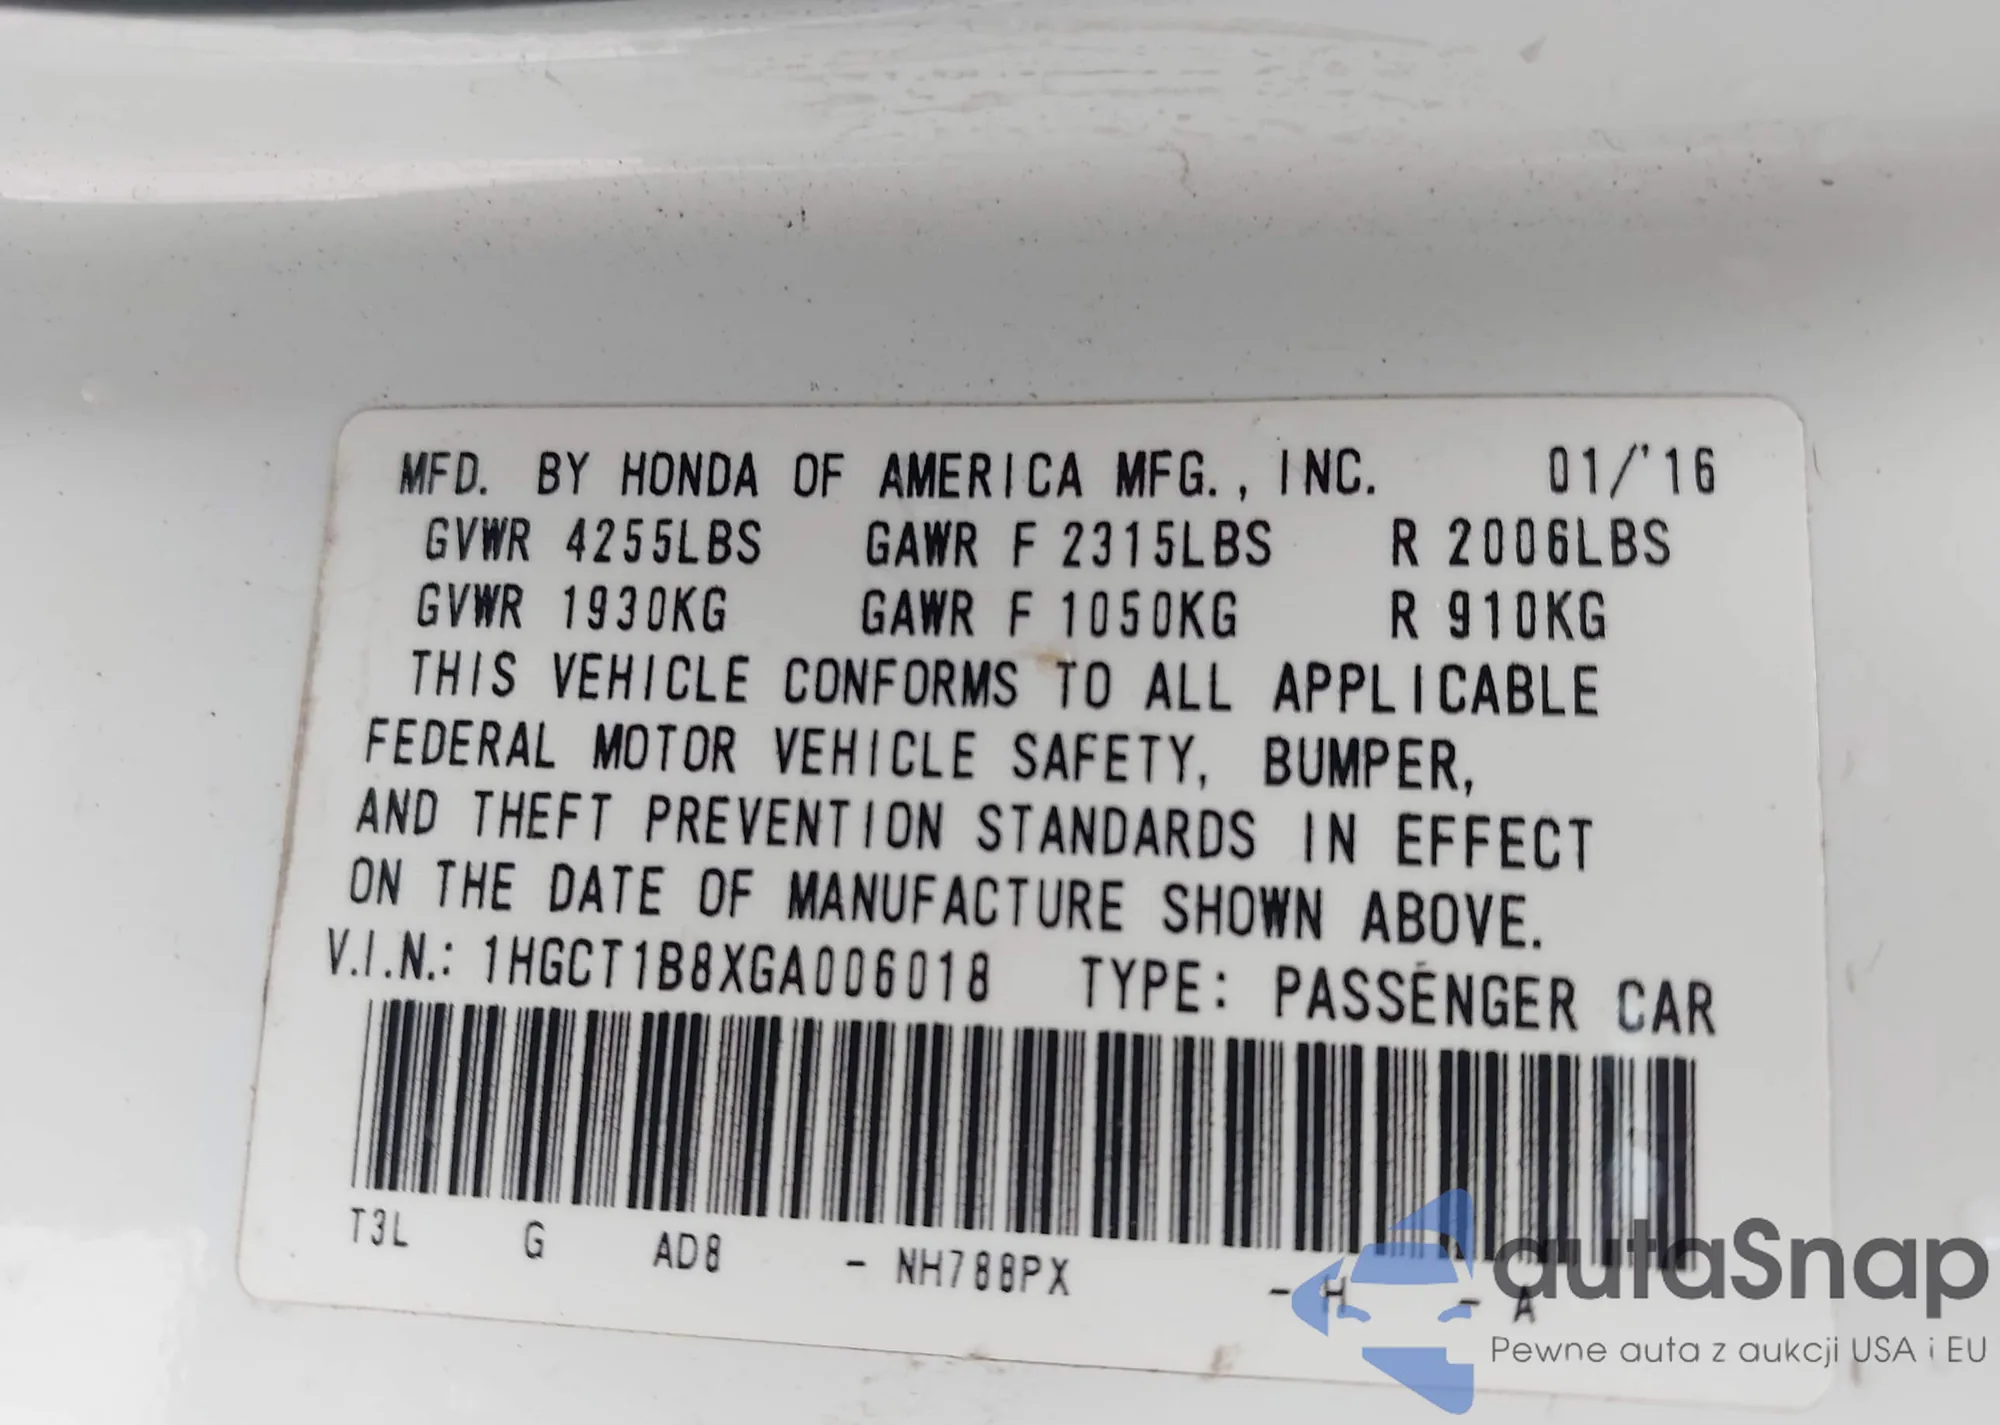 MFD. BY HONDA OF AMERICA MFG., INC. 01/'16
GVWR 4255LBS GAWR F 2315LBS R 2006LBS
GVWR 1930KG GAWR F 1050KG R 910KG
THIS VEHICLE CONFORMS TO ALL APPLICABLE
FEDERAL MOTOR VEHICLE SAFETY, BUMPER,
AND THEFT PREVENTION STANDARDS IN EFFECT
ON THE DATE OF MANUFACTURE SHOWN ABOVE.
V.I.N.: 1HGCT1B8XGA006018 TYPE: PASSENGER CAR
T3L G AD8 - NH788PX - H - A
autaSnap
Pewne auta z aukcji USA i EU